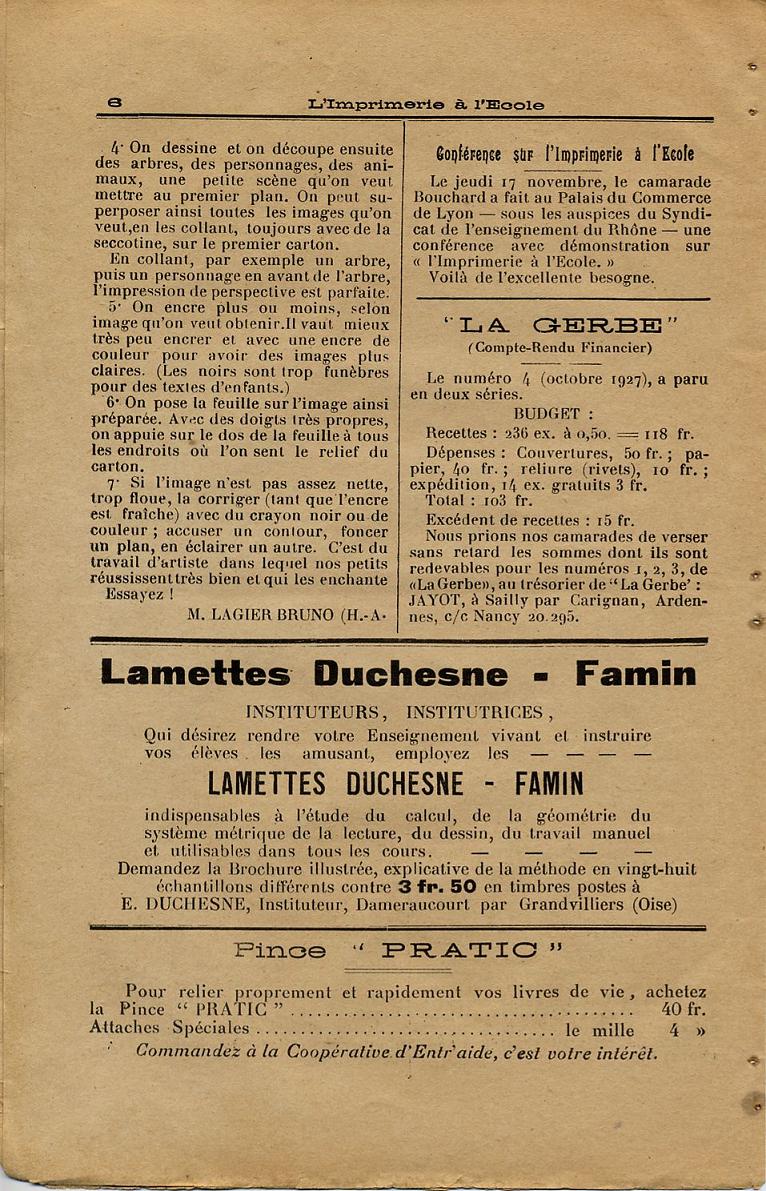 6
L'Imprimerie à l'Ecole
4· On dessine et on découpe ensuite
des arbres, des personnages, des ani-
maux, une petite scène qu'on veut
mettre au premier plan. On peut su-
perposer ainsi toutes les images qu'on
veut,en les collant, toujours avec de la
seccotine, sur le premier carton.
En collant, par exemple un arbre,
puis un personnage en avant de l'arbre,
l'impression de perspective est parfaite.
5· On encre plus ou moins, selon
image qu'on veut obtenir.Il vaut mieux
très peu encrer et avec une encre de
couleur pour avoir des images plus
claires. (Les noirs sont trop funèbres
pour des textes d'enfants.)
6· On pose la feuille sur l'image ainsi
préparée. Avec des doigts très propres,
on appuie sur le dos de la feuille à tous
les endroits où l'on sent le relief du
carton.
7· Si l'image n'est pas assez nette,
trop floue, la corriger (tant que l'encre
est fraîche) avec du crayon noir ou de
couleur ; accuser un contour, foncer
un plan, en éclairer un autre. C'est du
travail d'artiste dans lequel nos petits
réussissent très bien et qui les enchante
Essayez !
M. LAGIER BRUNO (H.-A·
Conférence sur l'Imprimerie à l'Ecole
Le jeudi 17 novembre, le camarade
Bouchard a fait au Palais du Commerce
de Lyon — sous les auspices du Syndi-
cat de l'enseignement du Rhône — une
conférence avec démonstration sur
« l'Imprimerie à l'Ecole. »
Voilà de l'excellente besogne.
“ LA GERBE ”
(Compte-Rendu Financier)
Le numéro 4 (octobre 1927), a paru
en deux séries.
BUDGET :
Recettes : 236 ex. à 0,50. = 118 fr.
Dépenses : Couvertures, 50 fr. ; pa-
pier, 40 fr. ; reliure (rivets), 10 fr. ;
expédition, 14 ex. gratuits 3 fr.
Total : 103 fr.
Excédent de recettes : 15 fr.
Nous prions nos camarades de verser
sans retard les sommes dont ils sont
redevables pour les numéros 1, 2, 3, de
«La Gerbe», au trésorier de “La Gerbe' :
JAYOT, à Sailly par Carignan, Arden-
nes, c/c Nancy 20.295.
Lamettes Duchesne - Famin
INSTITUTEURS, INSTITUTRICES,
Qui désirez rendre votre Enseignement vivant et instruire
vos élèves . les amusant, employez les — — — —
LAMETTES DUCHESNE - FAMIN
indispensables à l'étude du calcul, de la géométrie du
système métrique de la lecture, du dessin, du travail manuel
et utilisables dans tous les cours. — — — —
Demandez la Brochure illustrée, explicative de la méthode en vingt-huit
échantillons différents contre 3 fr. 50 en timbres postes à
E. DUCHESNE, Instituteur, Dameraucourt par Grandvilliers (Oise)
Pince “ PRATIC ”
Pour relier proprement et rapidement vos livres de vie, achetez
la Pince “ PRATIC ” .......................................... 40 fr.
Attaches Spéciales .................................... le mille 4 »
Commandez à la Coopérative d'Entr'aide, c'est votre intérêt.